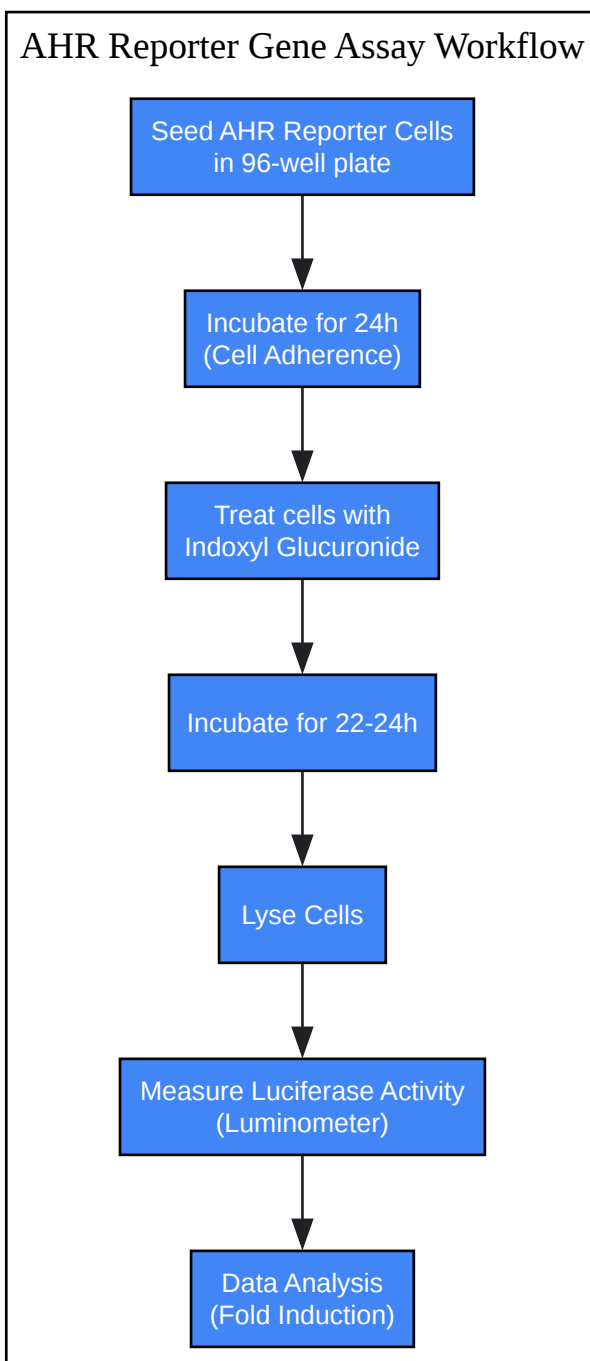 AHR Reporter Gene Assay Workflow
Seed AHR Reporter Cells
in 96-well plate
Incubate for 24h
(Cell Adherence)
Treat cells with
Indoxyl Glucuronide
Incubate for 22-24h
Lyse Cells
Measure Luciferase Activity
(Luminometer)
Data Analysis
(Fold Induction)